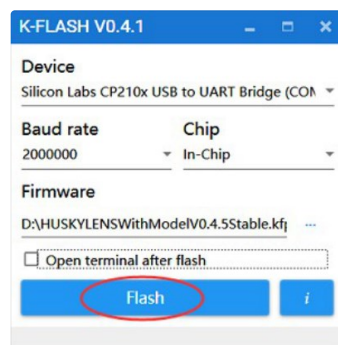 K-FLASH V0.4.1
Device
Silicon Labs CP210x USB to UART Bridge (COM
Baud rate Chip
2000000 In-Chip
Firmware
D:\HUSKYLENSWithModelV0.4.5Stable.kfp ...
Open terminal after flash
Flash i